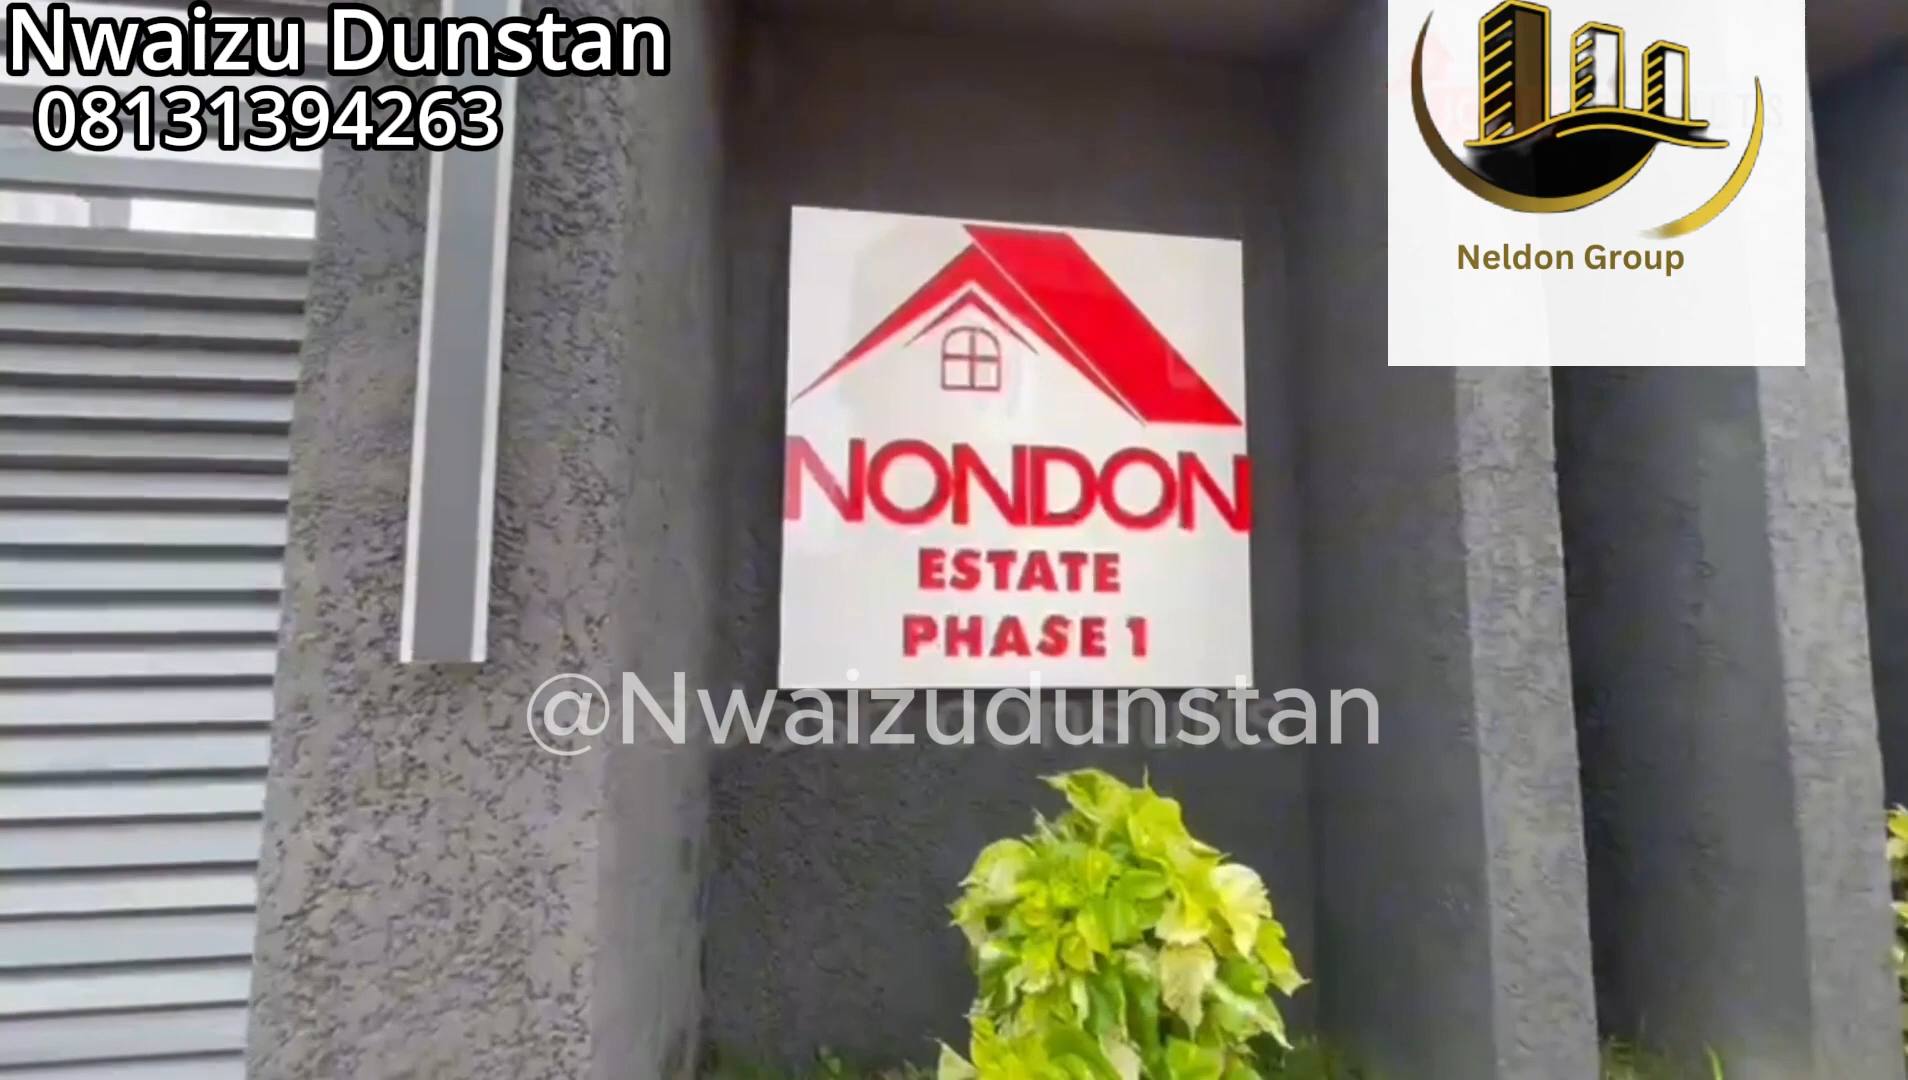 Nwaizu Dunstan
08131394263
Neldon Group
NONDON
ESTATE
PHASE 1
@Nwaizudunstan